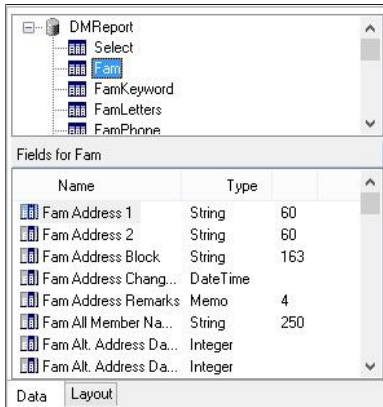 DMReport
Select
Fam
FamKeyword
FamLetters
FamPhone
Fields for Fam
Name Type
Fam Address 1 String 60
Fam Address 2 String 60
Fam Address Block String 163
Fam Address Chang... DateTime
Fam Address Remarks Memo 4
Fam All Member Na... String 250
Fam Alt. Address Da... Integer
Fam Alt. Address Da... Integer
Data Layout